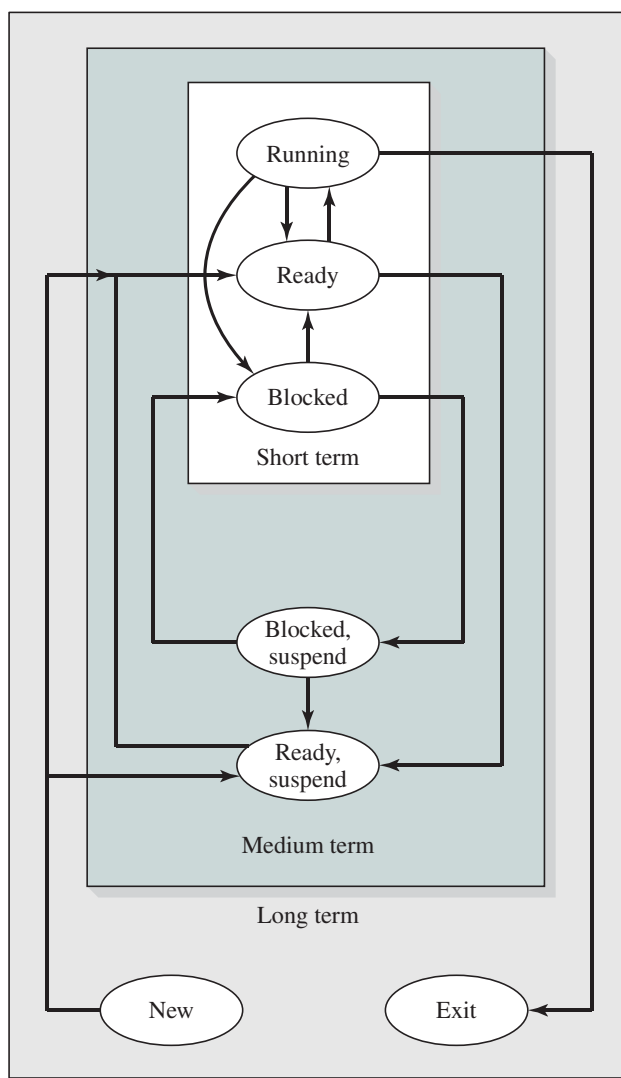 Running
Ready
Blocked
Short term
Blocked,
suspend
Ready,
suspend
Medium term
Long term
New
Exit